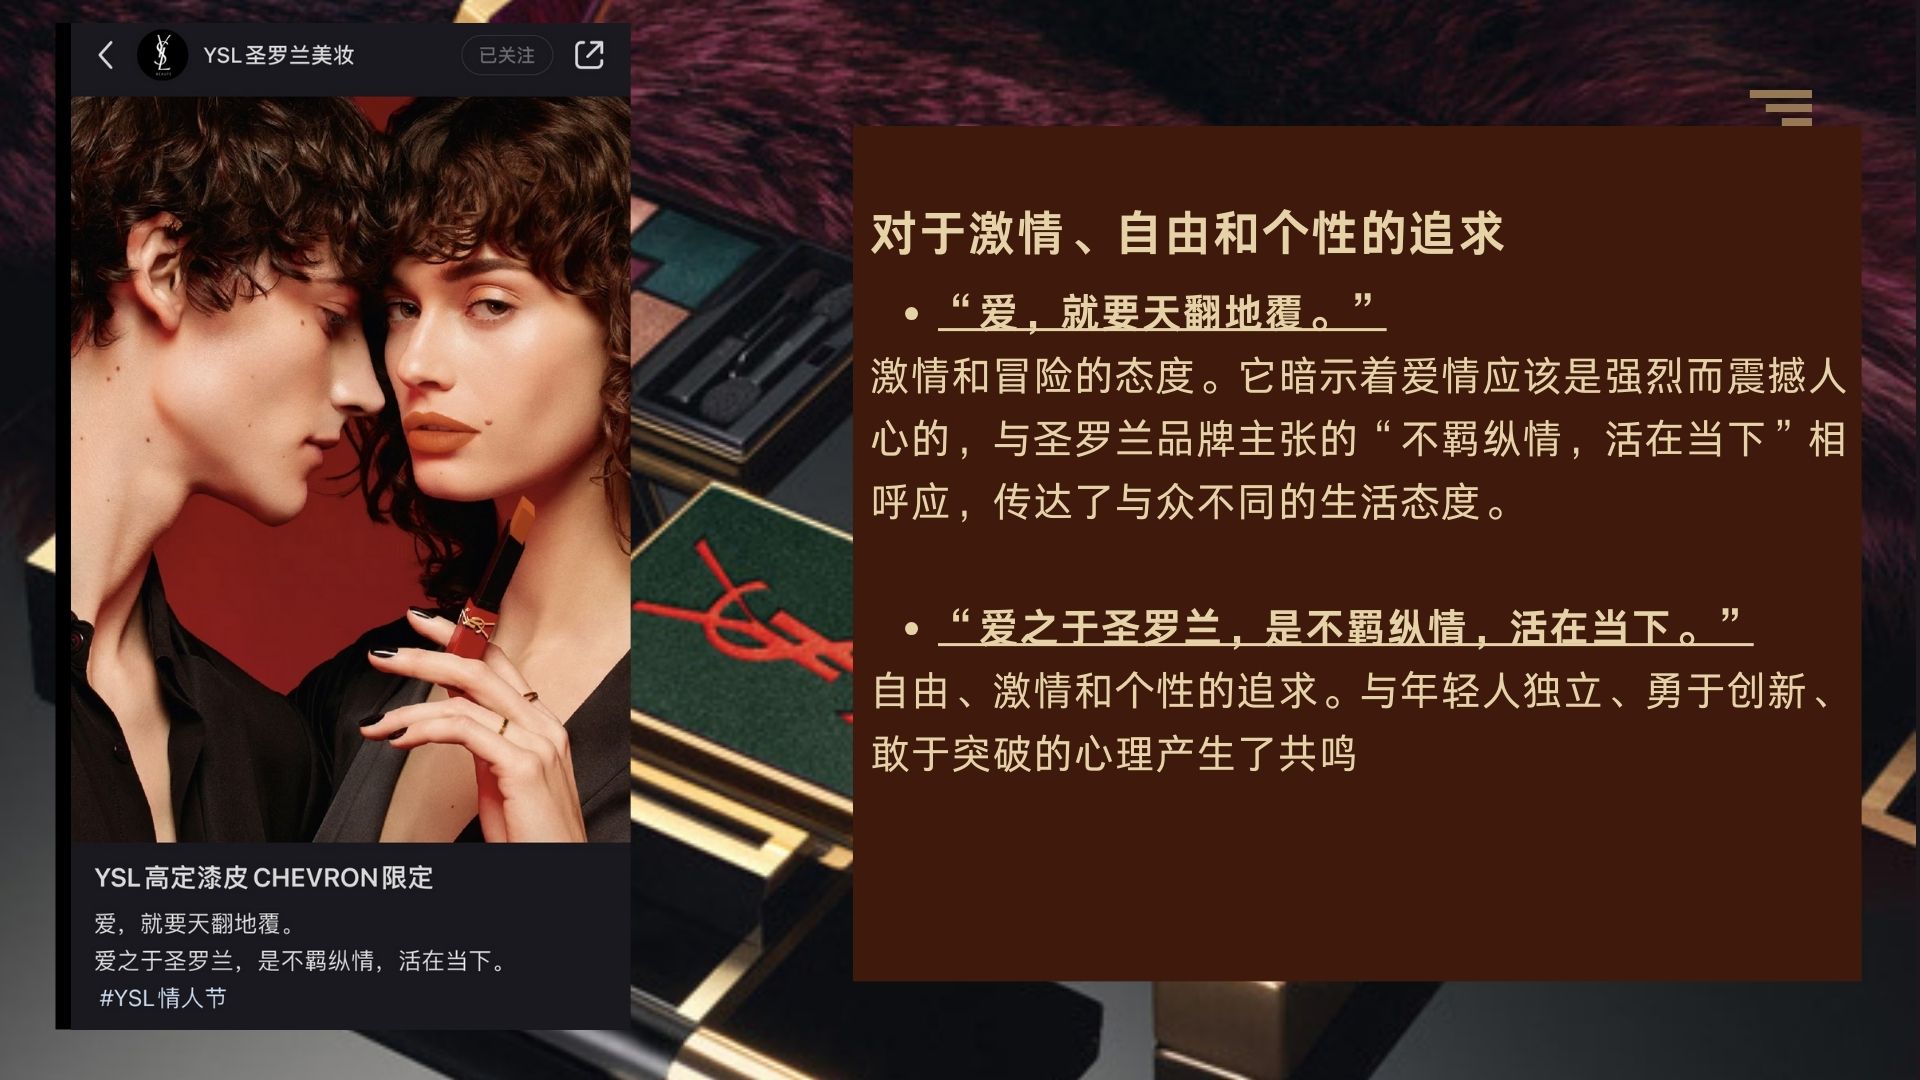 YSL圣罗兰美妆
已关注
YSL高定漆皮CHEVRON限定
爱，就要天翻地覆。
爱之于圣罗兰，是不羁纵情，活在当下。
#YSL情人节
对于激情、自由和个性的追求
• “爱，就要天翻地覆。”
激情和冒险的态度。它暗示着爱情应该是强烈而震撼人
心的，与圣罗兰品牌主张的“不羁纵情，活在当下”相
呼应，传达了与众不同的生活态度。
• “爱之于圣罗兰，是不羁纵情，活在当下。”
自由、激情和个性的追求。与年轻人独立、勇于创新、
敢于突破的心理产生了共鸣